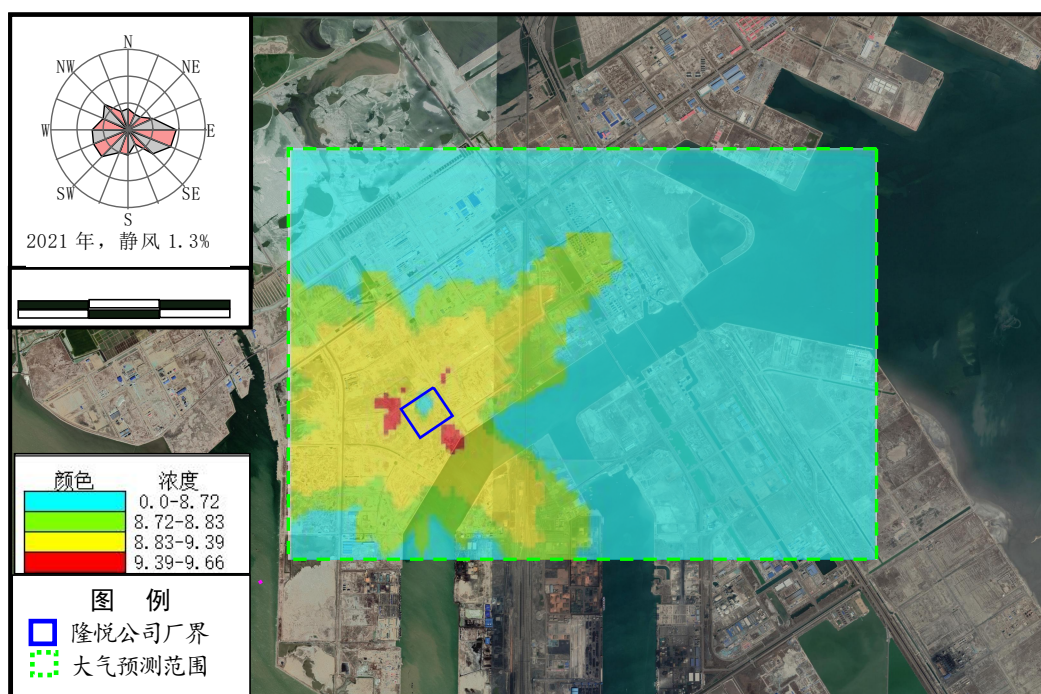 N
NW
NE
W
E
SW
SE
S
2021 年，静风 1.3%
颜色 浓度
0.0-8.72
8.72-8.83
8.83-9.39
9.39-9.66
图 例
隆悦公司厂界
大气预测范围